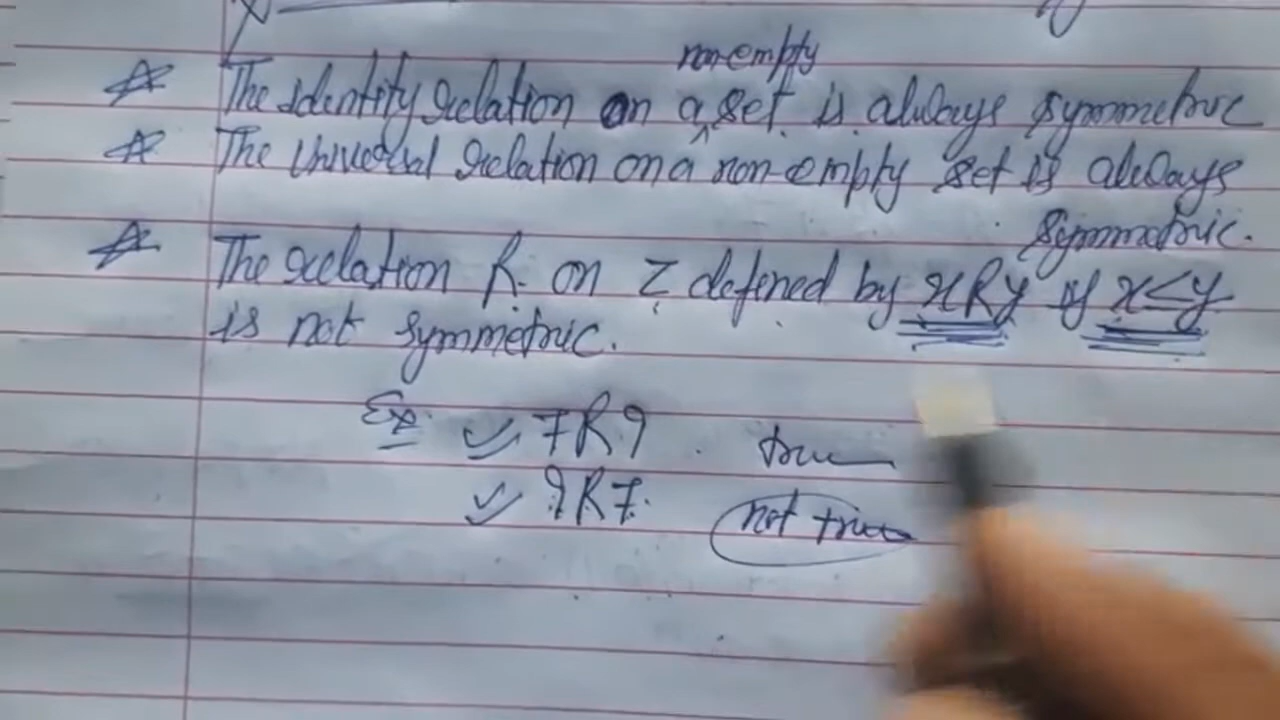 non-empty
☆ The identity relation on a set is always symmetric
☆ The universal relation on a non-empty set is always
symmetric.
☆ The relation R on Z defined by xRy if x≤y
is not symmetric.
Ex. ✓ 7R9 true
✓ 9R7. not true